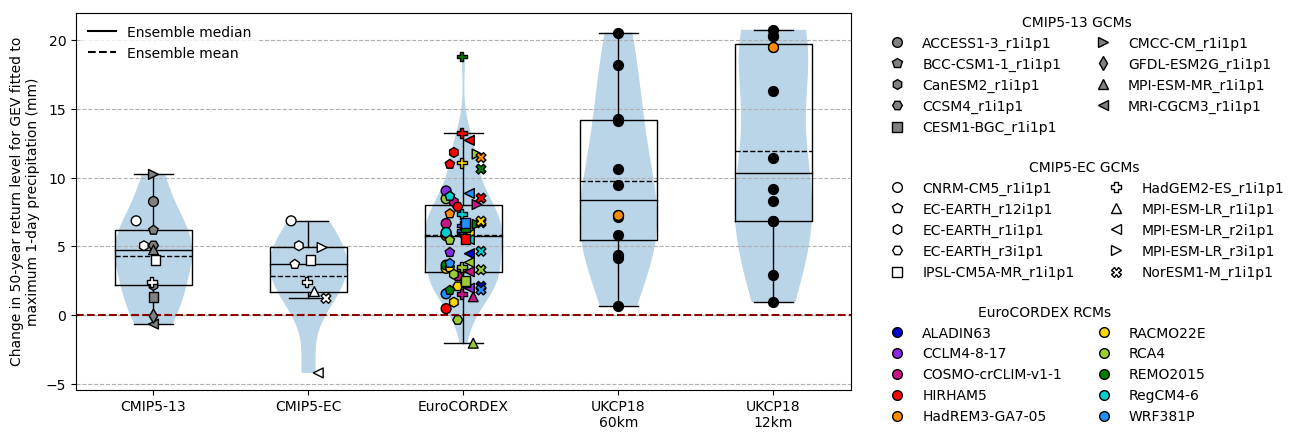 Change in 50-year return level for GEV fitted to
maximum 1-day precipitation (mm)
20
15
10
5
0
−5
Ensemble median
Ensemble mean
CMIP5-13
CMIP5-EC
EuroCORDEX
UKCP18
60km
UKCP18
12km
CMIP5-13 GCMs
ACCESS1-3_r1i1p1
BCC-CSM1-1_r1i1p1
CanESM2_r1i1p1
CCSM4_r1i1p1
CESM1-BGC_r1i1p1
CMCC-CM_r1i1p1
GFDL-ESM2G_r1i1p1
MPI-ESM-MR_r1i1p1
MRI-CGCM3_r1i1p1
CMIP5-EC GCMs
CNRM-CM5_r1i1p1
EC-EARTH_r12i1p1
EC-EARTH_r1i1p1
EC-EARTH_r3i1p1
IPSL-CM5A-MR_r1i1p1
HadGEM2-ES_r1i1p1
MPI-ESM-LR_r1i1p1
MPI-ESM-LR_r2i1p1
MPI-ESM-LR_r3i1p1
NorESM1-M_r1i1p1
EuroCORDEX RCMs
ALADIN63
CCLM4-8-17
COSMO-crCLIM-v1-1
HIRHAM5
HadREM3-GA7-05
RACMO22E
RCA4
REMO2015
RegCM4-6
WRF381P